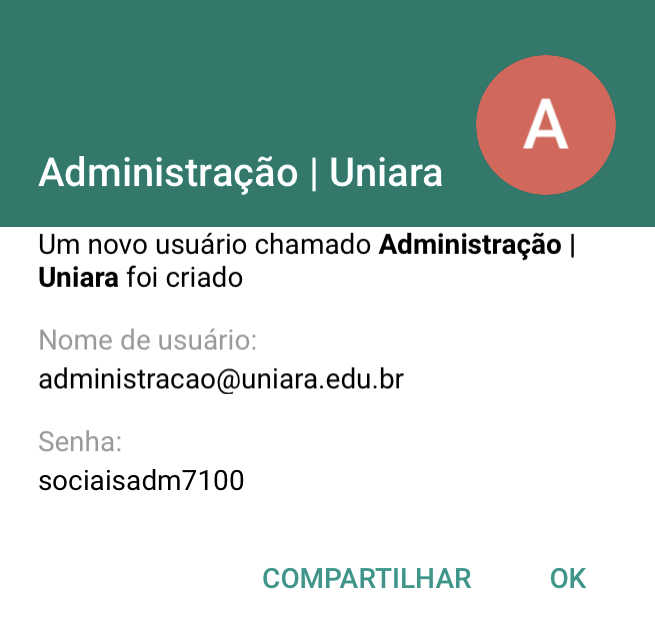 Administração | Uniara
A
Um novo usuário chamado Administração |
Uniara foi criado
Nome de usuário:
administracao@uniara.edu.br
Senha:
sociaisadm7100
COMPARTILHAR OK